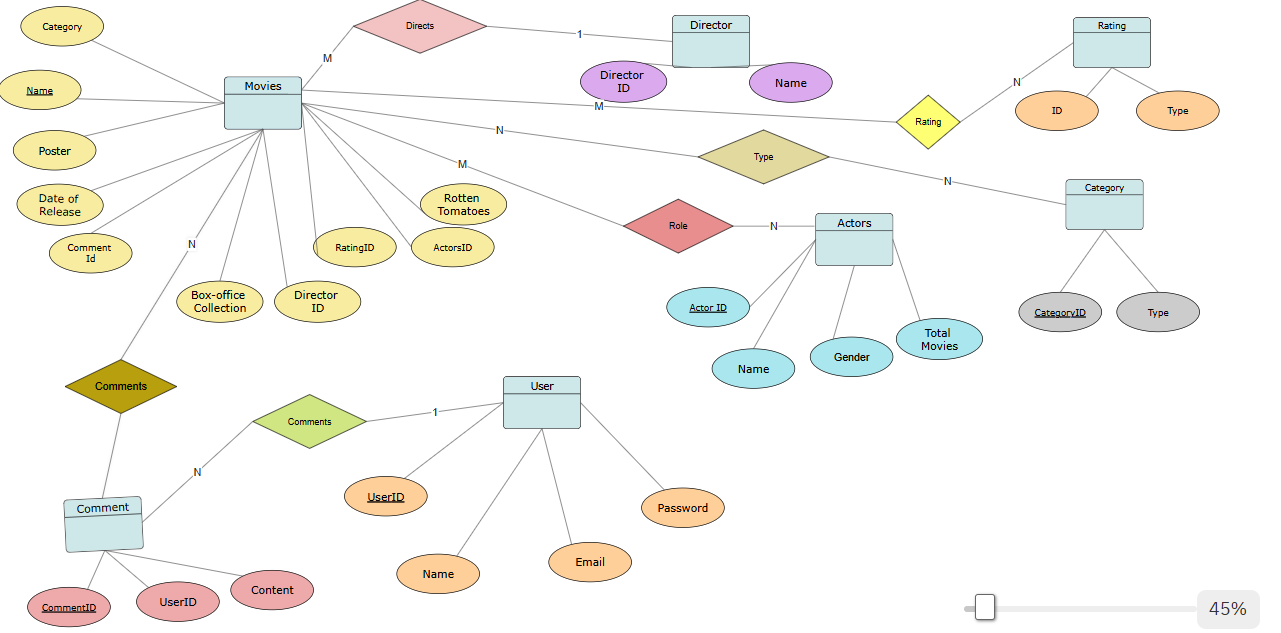 Category
Directs
1
Director
Rating
M
Name
Movies
Director
ID
Name
N
ID
Type
M
Rating
Poster
N
Type
M
N
Category
Date of
Release
Rotten
Tomatoes
Role
N
Actors
Comment
Id
N
RatingID
ActorsID
Box-office
Collection
Director
ID
Actor ID
CategoryID
Type
Total
Movies
Name
Gender
Comments
User
1
Comments
N
UserID
Password
Comment
Name
Email
CommentID
UserID
Content
45%